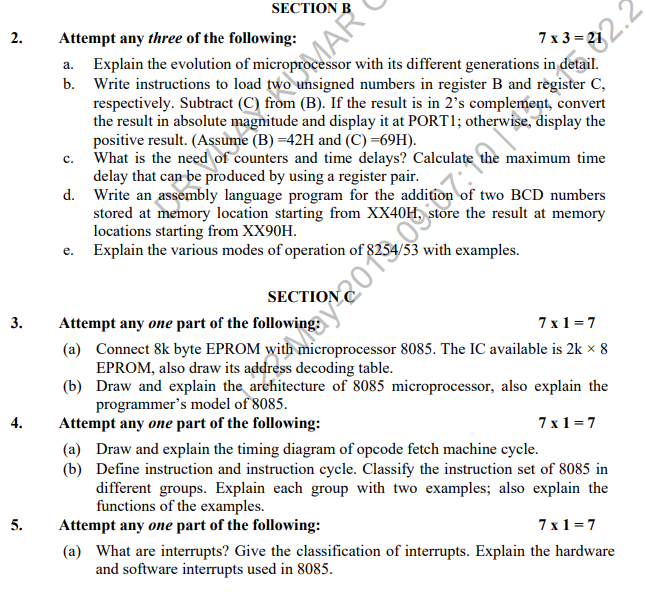 SECTION B
2. Attempt any three of the following: 7 x 3 = 21
a. Explain the evolution of microprocessor with its different generations in detail.
b. Write instructions to load two unsigned numbers in register B and register C,
respectively. Subtract (C) from (B). If the result is in 2's complement, convert
the result in absolute magnitude and display it at PORT1; otherwise, display the
positive result. (Assume (B) =42H and (C) =69H).
c. What is the need of counters and time delays? Calculate the maximum time
delay that can be produced by using a register pair.
d. Write an assembly language program for the addition of two BCD numbers
stored at memory location starting from XX40H, store the result at memory
locations starting from XX90H.
e. Explain the various modes of operation of 8254/53 with examples.
SECTION C
3. Attempt any one part of the following: 7 x 1 = 7
(a) Connect 8k byte EPROM with microprocessor 8085. The IC available is 2k × 8
EPROM, also draw its address decoding table.
(b) Draw and explain the architecture of 8085 microprocessor, also explain the
programmer's model of 8085.
4. Attempt any one part of the following: 7 x 1 = 7
(a) Draw and explain the timing diagram of opcode fetch machine cycle.
(b) Define instruction and instruction cycle. Classify the instruction set of 8085 in
different groups. Explain each group with two examples; also explain the
functions of the examples.
5. Attempt any one part of the following: 7 x 1 = 7
(a) What are interrupts? Give the classification of interrupts. Explain the hardware
and software interrupts used in 8085.